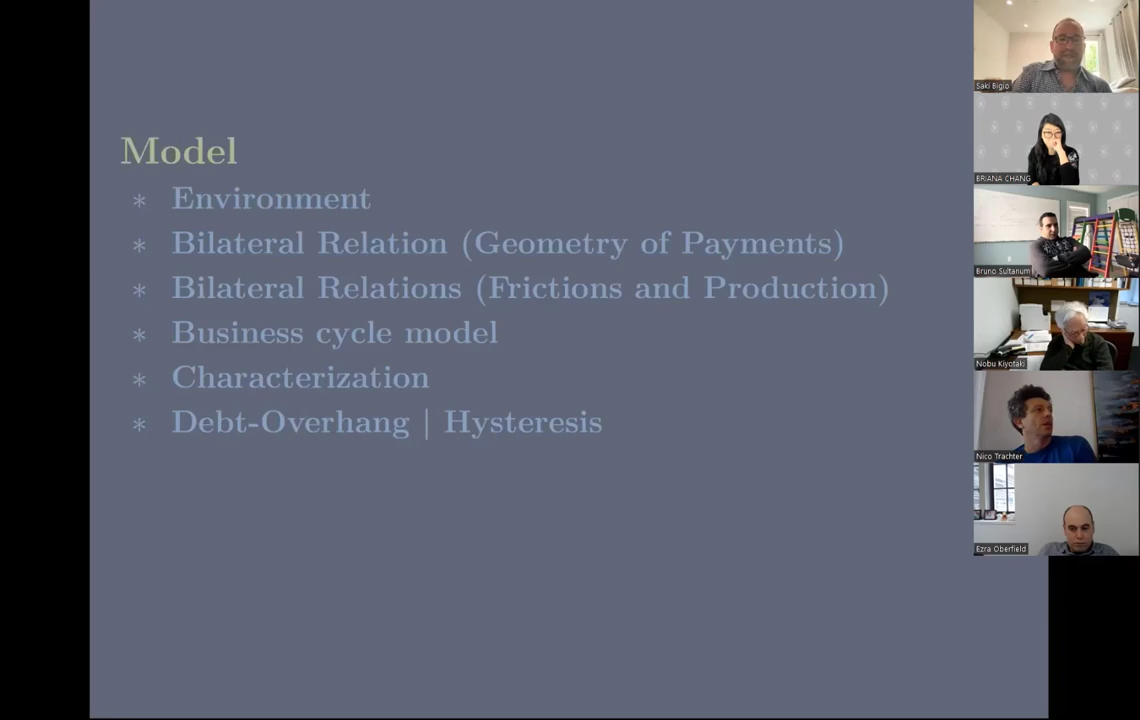 Model
* Environment
* Bilateral Relation (Geometry of Payments)
* Bilateral Relations (Frictions and Production)
* Business cycle model
* Characterization
* Debt-Overhang | Hysteresis
Saki Bigio
BRIANA CHANG
Bruno Sultanum
Nobu Kiyotaki
Nico Trachter
Ezra Oberfield